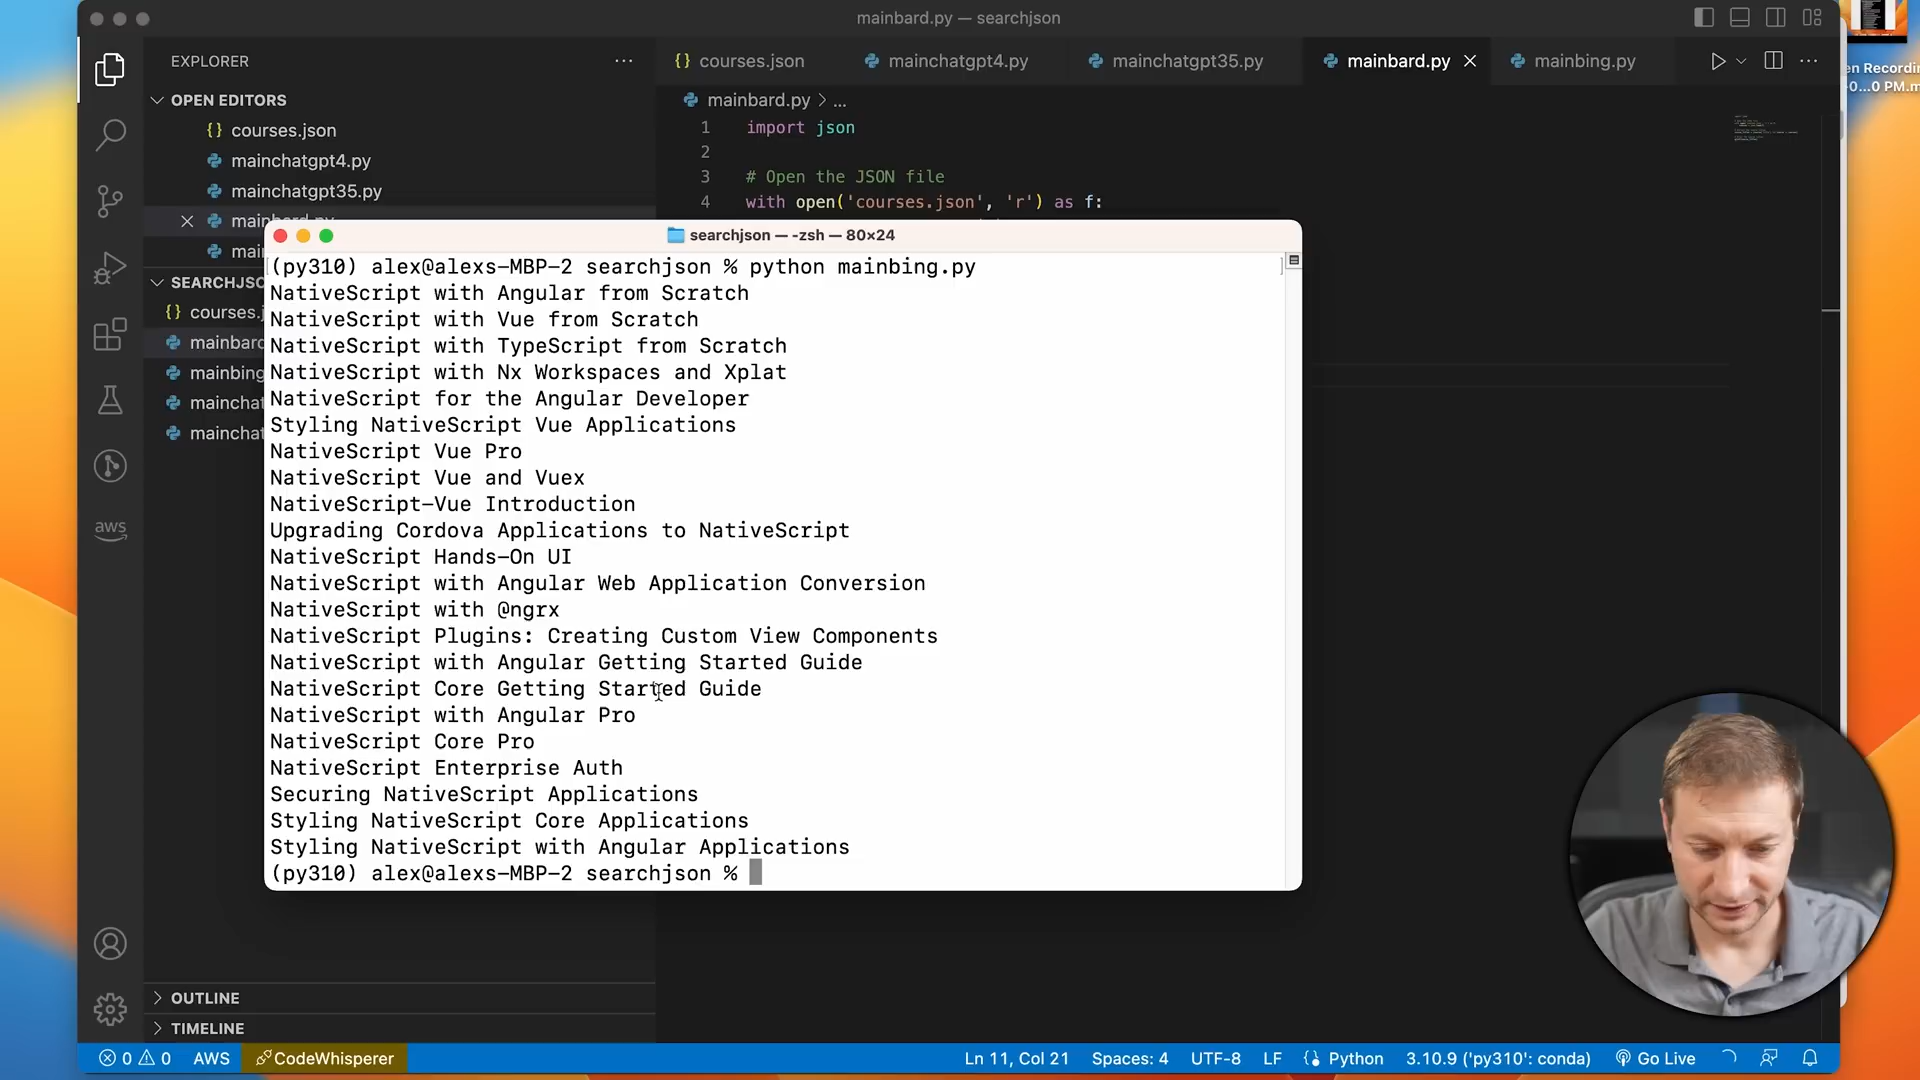 mainbard.py — searchjson
EXPLORER
OPEN EDITORS
courses.json
mainchatgpt4.py
mainchatgpt35.py
mainbard.py
mai
courses.
mainbard
mainbing
mainchat
mainchat
OUTLINE
TIMELINE
aws
{} courses.json
mainchatgpt4.py
mainchatgpt35.py
mainbard.py
mainbing.py
mainbard.py > ...
1 import json
2
3 # Open the JSON file
4 with open('courses.json', 'r') as f:
searchjson — -zsh — 80×24
(py310) alex@alexs-MBP-2 searchjson % python mainbing.py
NativeScript with Angular from Scratch
NativeScript with Vue from Scratch
NativeScript with TypeScript from Scratch
NativeScript with Nx Workspaces and Xplat
NativeScript for the Angular Developer
Styling NativeScript Vue Applications
NativeScript Vue Pro
NativeScript Vue and Vuex
NativeScript-Vue Introduction
Upgrading Cordova Applications to NativeScript
NativeScript Hands-On UI
NativeScript with Angular Web Application Conversion
NativeScript with @ngrx
NativeScript Plugins: Creating Custom View Components
NativeScript with Angular Getting Started Guide
NativeScript Core Getting Started Guide
NativeScript with Angular Pro
NativeScript Core Pro
NativeScript Enterprise Auth
Securing NativeScript Applications
Styling NativeScript Core Applications
Styling NativeScript with Angular Applications
(py310) alex@alexs-MBP-2 searchjson %
en Recordin
-0...0 PM.m
0 0 AWS CodeWhisperer Ln 11, Col 21 Spaces: 4 UTF-8 LF Python 3.10.9 ('py310': conda) Go Live